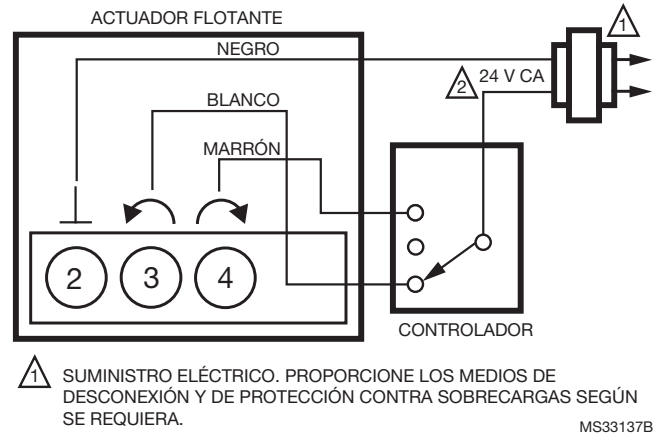 ACTUADOR FLOTANTE
NEGRO
1
2 24 V CA
BLANCO
MARRÓN
2 3 4
CONTROLADOR
1 SUMINISTRO ELÉCTRICO. PROPORCIONE LOS MEDIOS DE
DESCONEXIÓN Y DE PROTECCIÓN CONTRA SOBRECARGAS SEGÚN
SE REQUIERA.
MS33137B